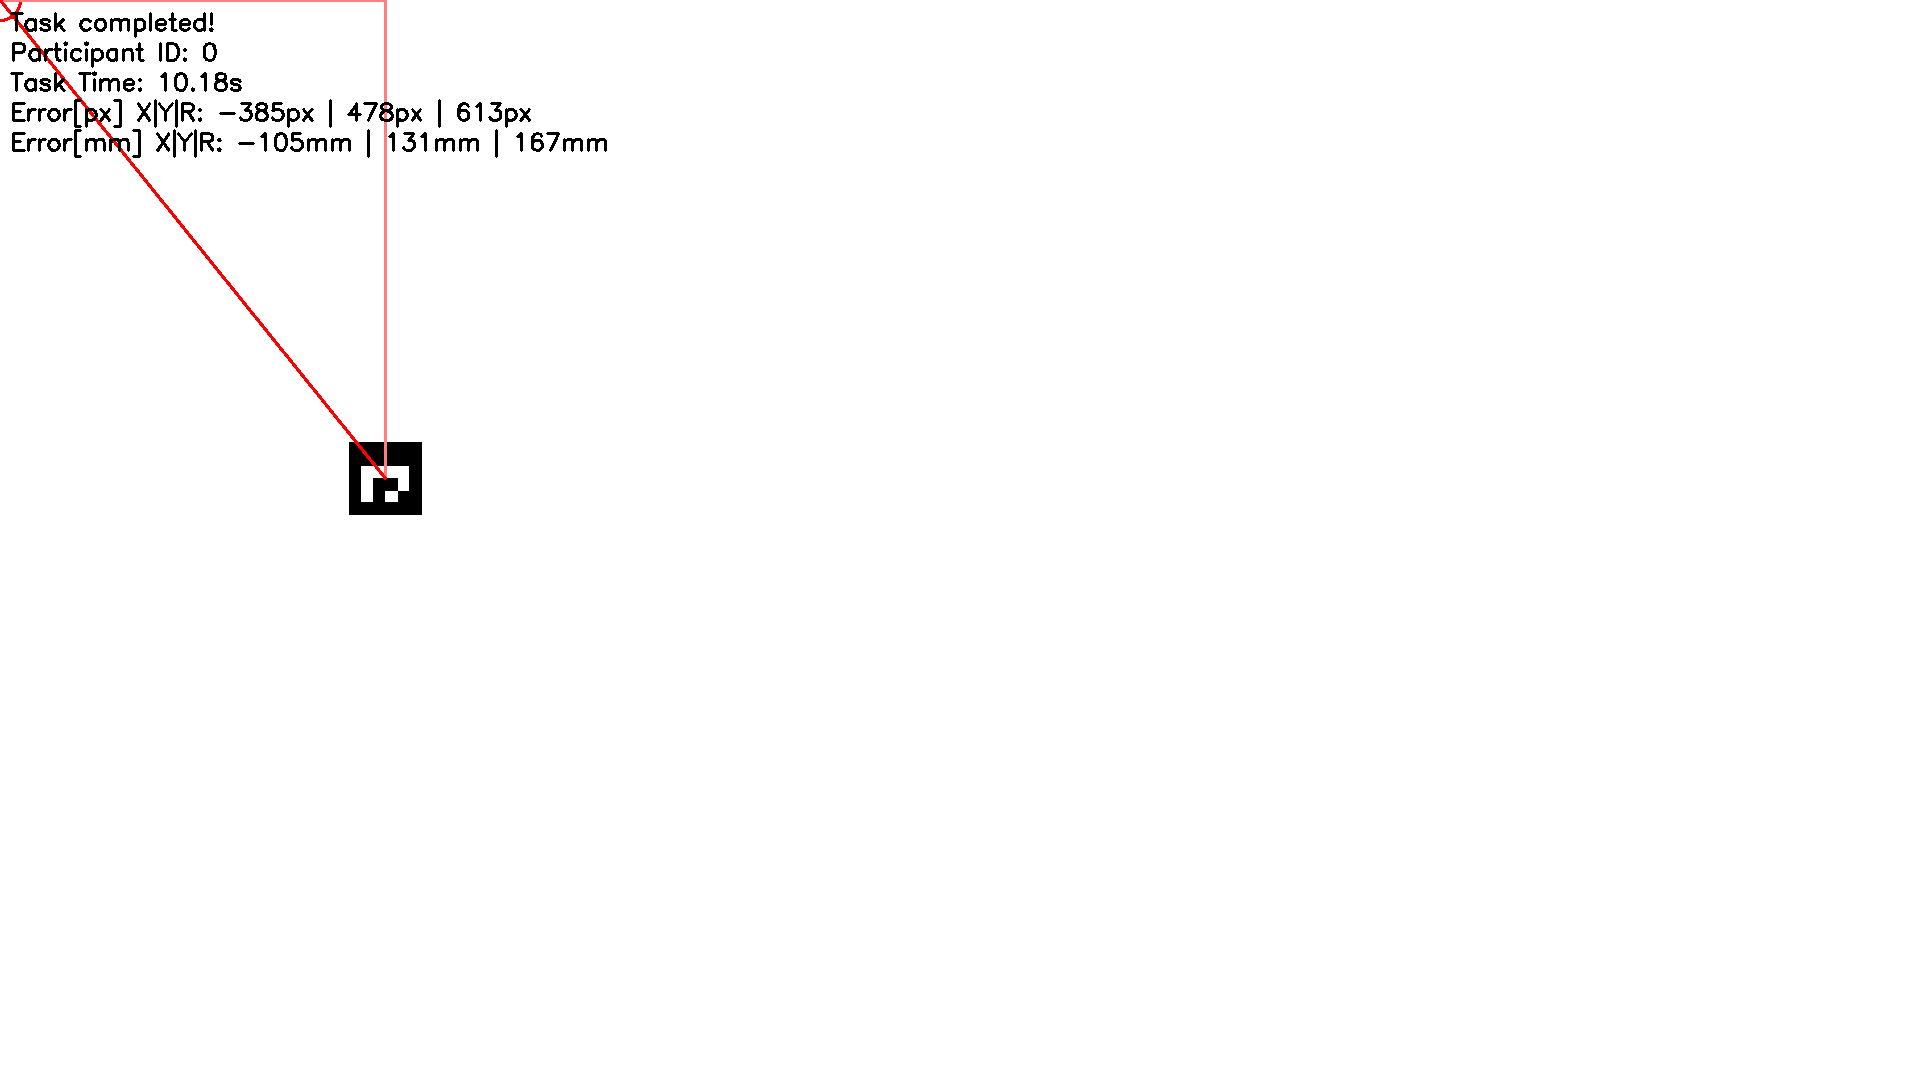 Task completed!
Participant ID: 0
Task Time: 10.18s
Error[px] X|Y|R: -385px | 478px | 613px
Error[mm] X|Y|R: -105mm | 131mm | 167mm